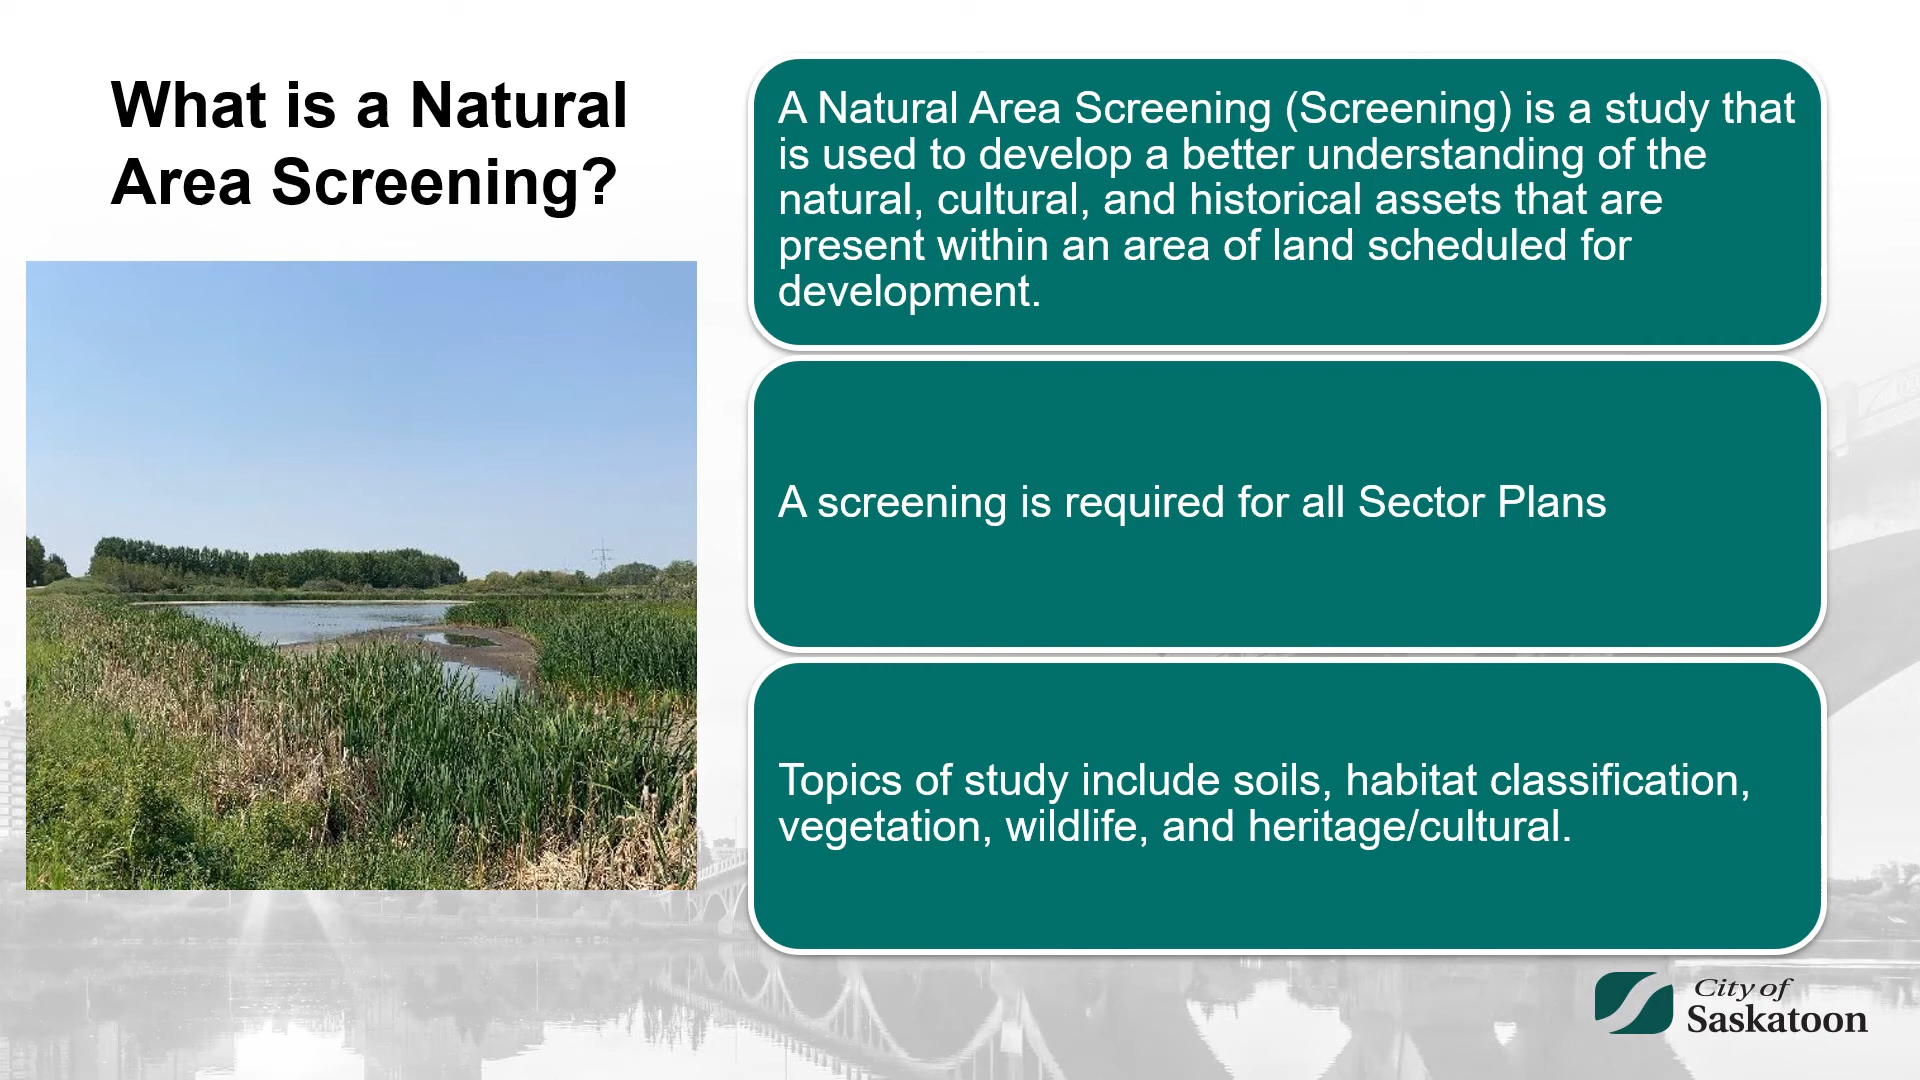 What is a Natural
Area Screening?
A Natural Area Screening (Screening) is a study that
is used to develop a better understanding of the
natural, cultural, and historical assets that are
present within an area of land scheduled for
development.
A screening is required for all Sector Plans
Topics of study include soils, habitat classification,
vegetation, wildlife, and heritage/cultural.
City of
Saskatoon